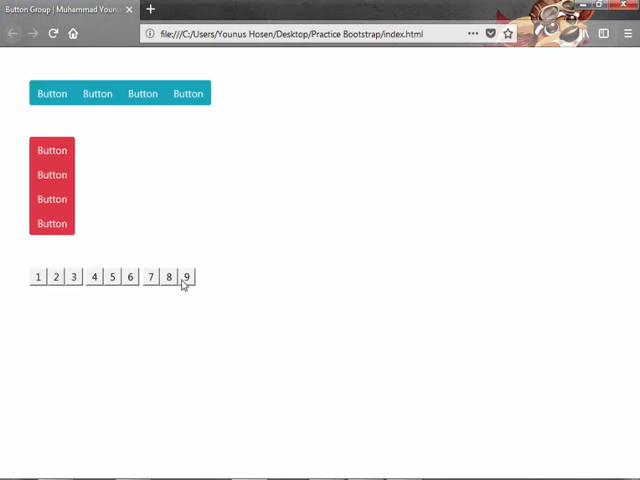 Button Group | Muhammad Younu
file:///C:/Users/Younus Hosen/Desktop/Practice Bootstrap/index.html
Button Button Button Button
Button
Button
Button
Button
1 2 3 4 5 6 7 8 9